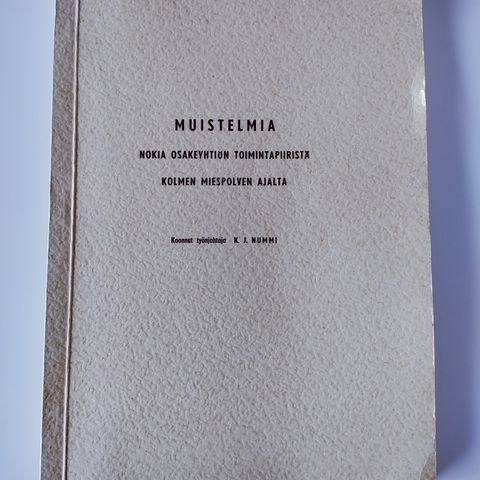 MUISTELMIA
NOKIA OSAKEYHTIÖN TOIMINTAPIIRISTÄ
KOLMEN MIESPOLVEN AJALTA
Koonnut työnjohtaja K. J. NUMMI